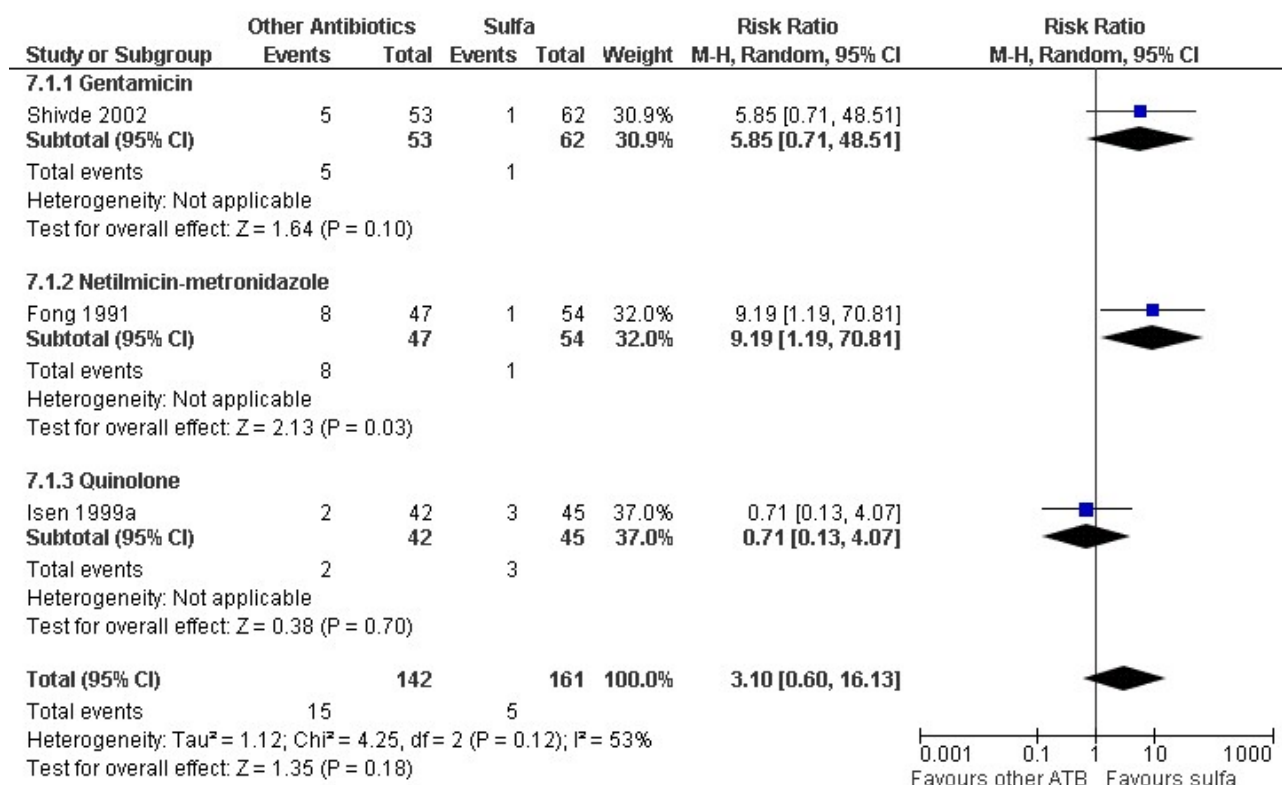 Other Antibiotics Sulfa Risk Ratio Risk Ratio
Study or Subgroup Events Total Events Total Weight M-H, Random, 95% CI M-H, Random, 95% CI
7.1.1 Gentamicin
Shivde 2002 5 53 1 62 30.9% 5.85 [0.71, 48.51]
Subtotal (95% CI) 53 62 30.9% 5.85 [0.71, 48.51]
Total events 5 1
Heterogeneity: Not applicable
Test for overall effect: Z = 1.64 (P = 0.10)
7.1.2 Netilmicin-metronidazole
Fong 1991 8 47 1 54 32.0% 9.19 [1.19, 70.81]
Subtotal (95% CI) 47 54 32.0% 9.19 [1.19, 70.81]
Total events 8 1
Heterogeneity: Not applicable
Test for overall effect: Z = 2.13 (P = 0.03)
7.1.3 Quinolone
Isen 1999a 2 42 3 45 37.0% 0.71 [0.13, 4.07]
Subtotal (95% CI) 42 45 37.0% 0.71 [0.13, 4.07]
Total events 2 3
Heterogeneity: Not applicable
Test for overall effect: Z = 0.38 (P = 0.70)
Total (95% CI) 142 161 100.0% 3.10 [0.60, 16.13]
Total events 15 5
Heterogeneity: Tau² = 1.12; Chi² = 4.25, df = 2 (P = 0.12); I² = 53%
Test for overall effect: Z = 1.35 (P = 0.18)
0.001 0.1 1 10 1000
Favours other ATB Favours sulfa